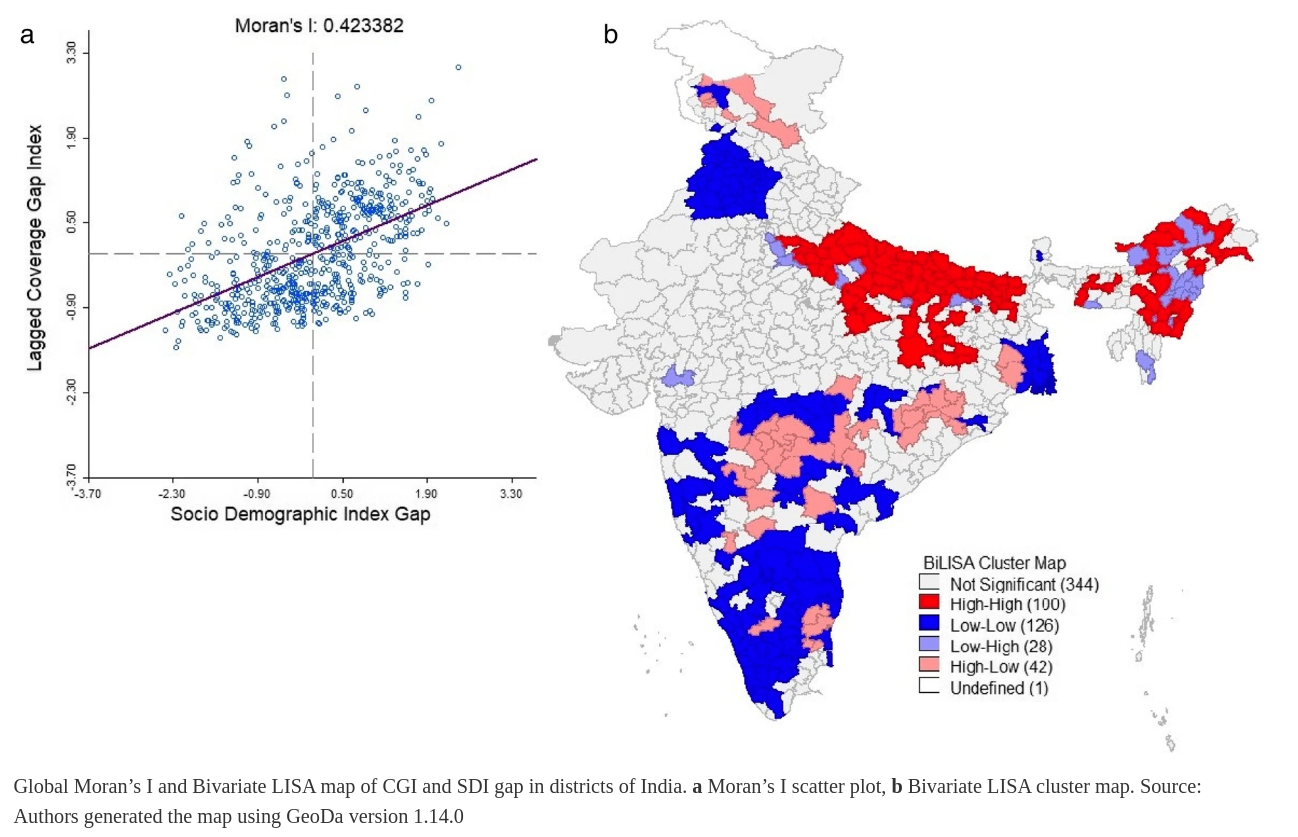 a
Moran's I: 0.423382
3.30
1.90
0.50
-0.90
-2.30
-3.70
Lagged Coverage Gap Index
-3.70 -2.30 -0.90 0.50 1.90 3.30
Socio Demographic Index Gap
b
BiLISA Cluster Map
Not Significant (344)
High-High (100)
Low-Low (126)
Low-High (28)
High-Low (42)
Undefined (1)
Global Moran’s I and Bivariate LISA map of CGI and SDI gap in districts of India. a Moran’s I scatter plot, b Bivariate LISA cluster map. Source:
Authors generated the map using GeoDa version 1.14.0